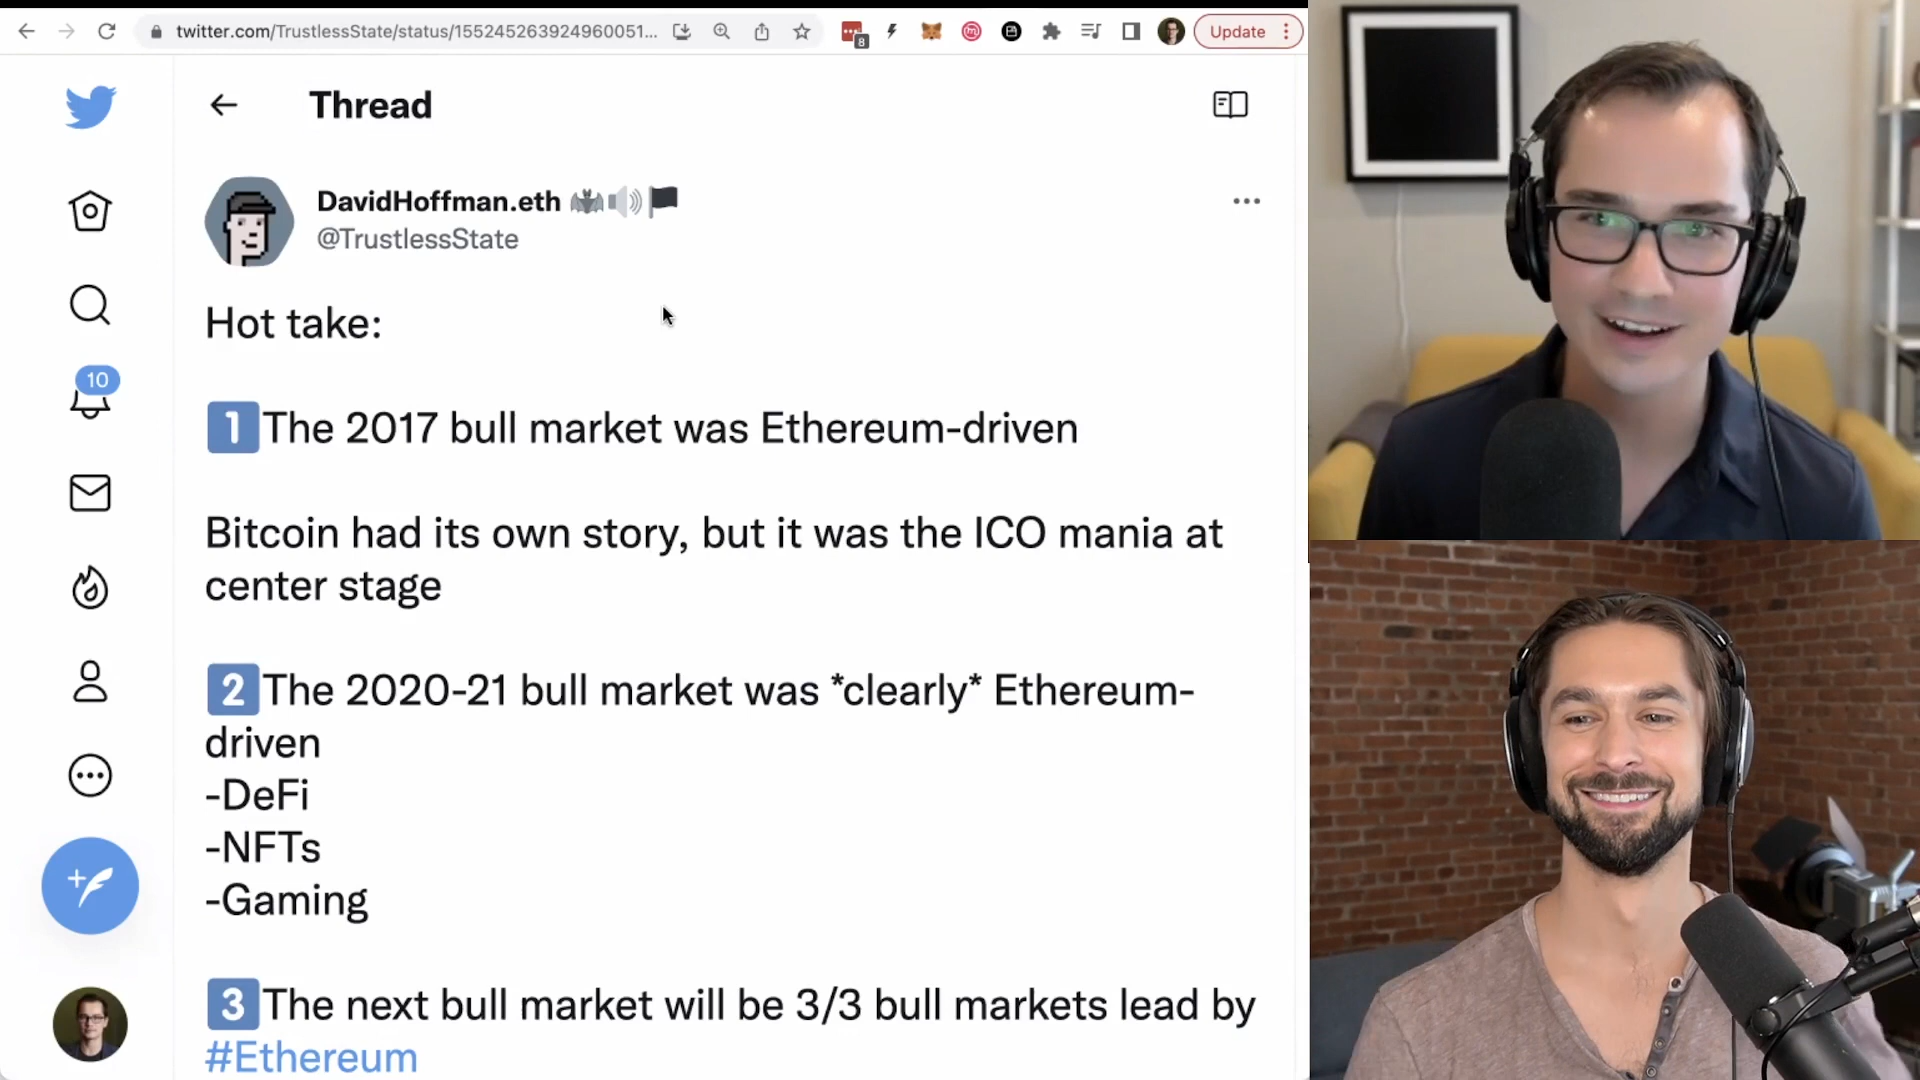 twitter.com/TrustlessState/status/155245263924960051...
8
Update
Thread
DavidHoffman.eth
@TrustlessState
Hot take:
1 The 2017 bull market was Ethereum-driven
Bitcoin had its own story, but it was the ICO mania at
center stage
10
2 The 2020-21 bull market was *clearly* Ethereum-
driven
-DeFi
-NFTs
-Gaming
3 The next bull market will be 3/3 bull markets lead by
#Ethereum